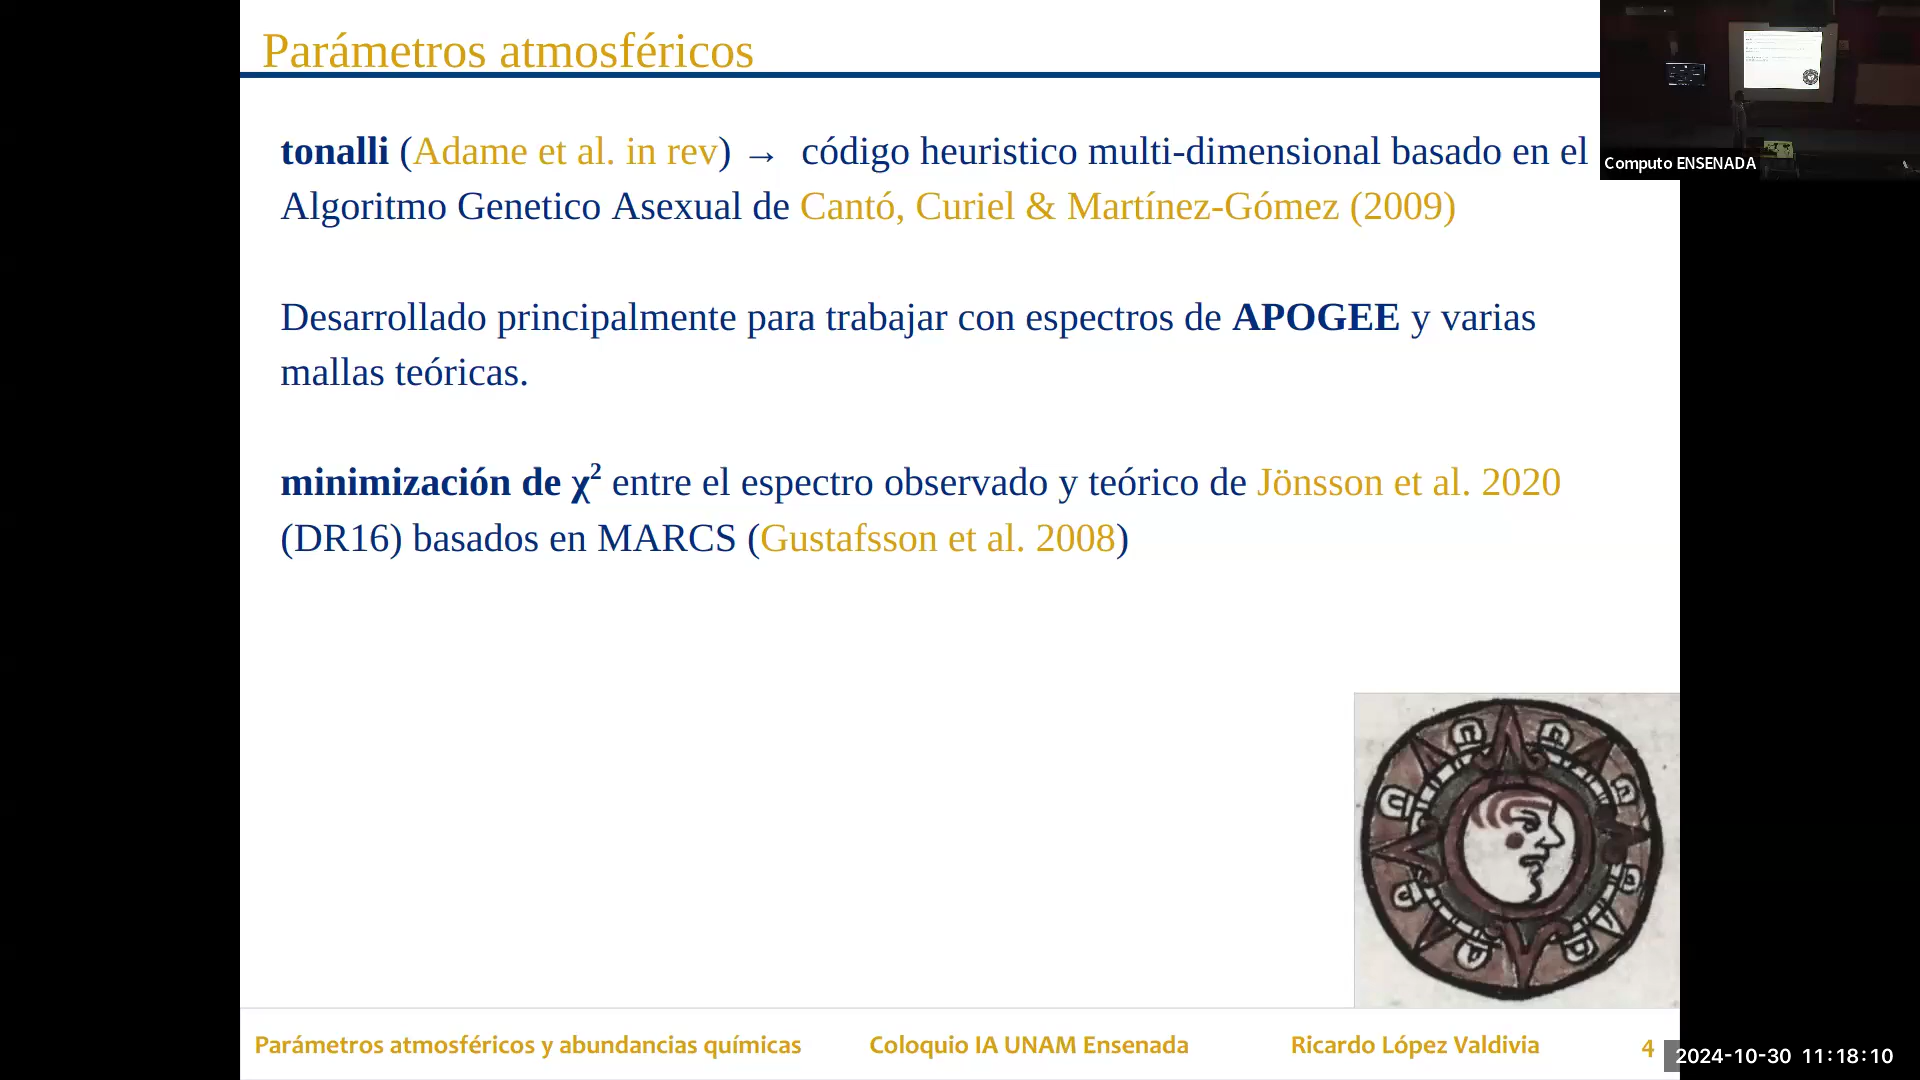 Parámetros atmosféricos
Computo ENSENADA
tonalli (Adame et al. in rev) → código heuristico multi-dimensional basado en el
Algoritmo Genetico Asexual de Cantó, Curiel & Martínez-Gómez (2009)
Desarrollado principalmente para trabajar con espectros de APOGEE y varias
mallas teóricas.
minimización de χ² entre el espectro observado y teórico de Jönsson et al. 2020
(DR16) basados en MARCS (Gustafsson et al. 2008)
Parámetros atmosféricos y abundancias químicas Coloquio IA UNAM Ensenada Ricardo López Valdivia 4
2024-10-30 11:18:10